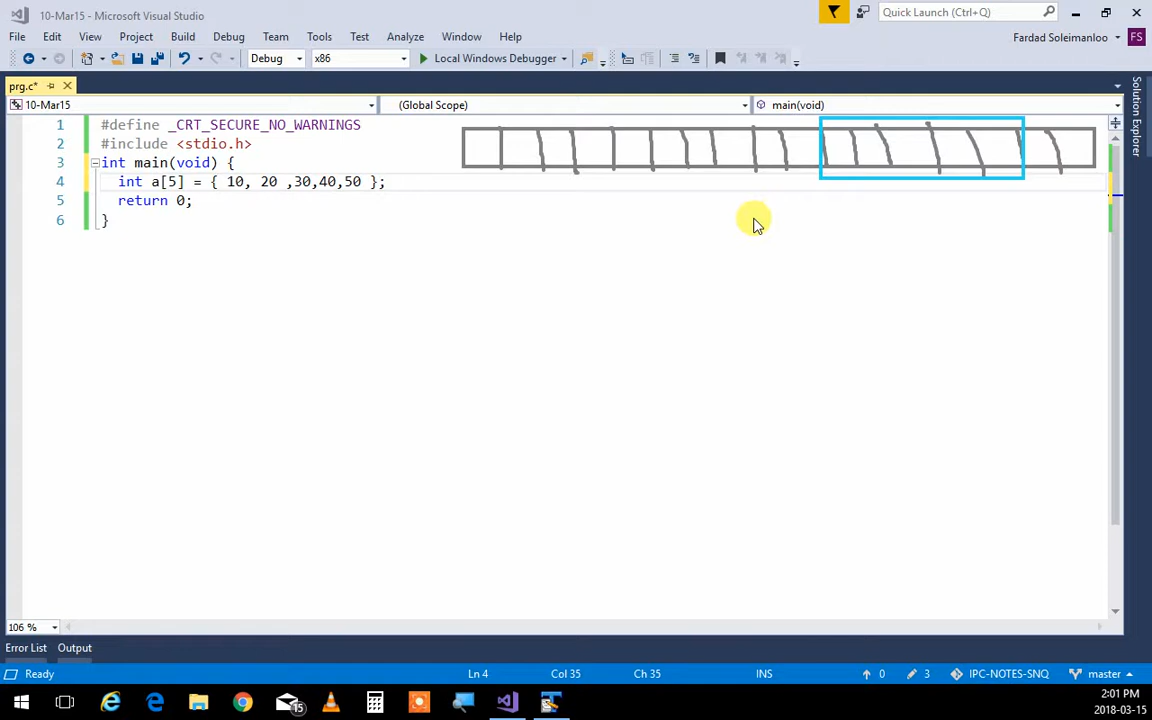 10-Mar15 - Microsoft Visual Studio
Quick Launch (Ctrl+Q)
File Edit View Project Build Debug Team Tools Test Analyze Window Help
Fardad Soleimanloo FS
Debug x86 Local Windows Debugger
prg.c*
10-Mar15 (Global Scope) main(void)
1 #define _CRT_SECURE_NO_WARNINGS
2 #include <stdio.h>
3 int main(void) {
4 int a[5] = { 10, 20 ,30,40,50 };
5 return 0;
6 }
Solution Explorer
106 %
Error List Output
Ready Ln 4 Col 35 Ch 35 INS 0 3 IPC-NOTES-SNQ master
15
2:01 PM
2018-03-15